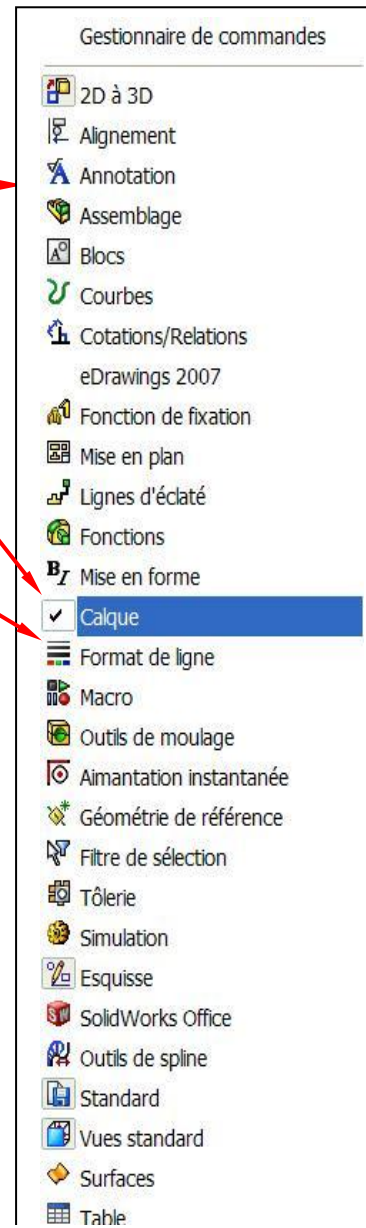 Gestionnaire de commandes
2D à 3D
Alignement
Annotation
Assemblage
Blocs
Courbes
Cotations/Relations
eDrawings 2007
Fonction de fixation
Mise en plan
Lignes d'éclaté
Fonctions
Mise en forme
Calque
Format de ligne
Macro
Outils de moulage
Aimantation instantanée
Géométrie de référence
Filtre de sélection
Tôlerie
Simulation
Esquisse
SolidWorks Office
Outils de spline
Standard
Vues standard
Surfaces
Table